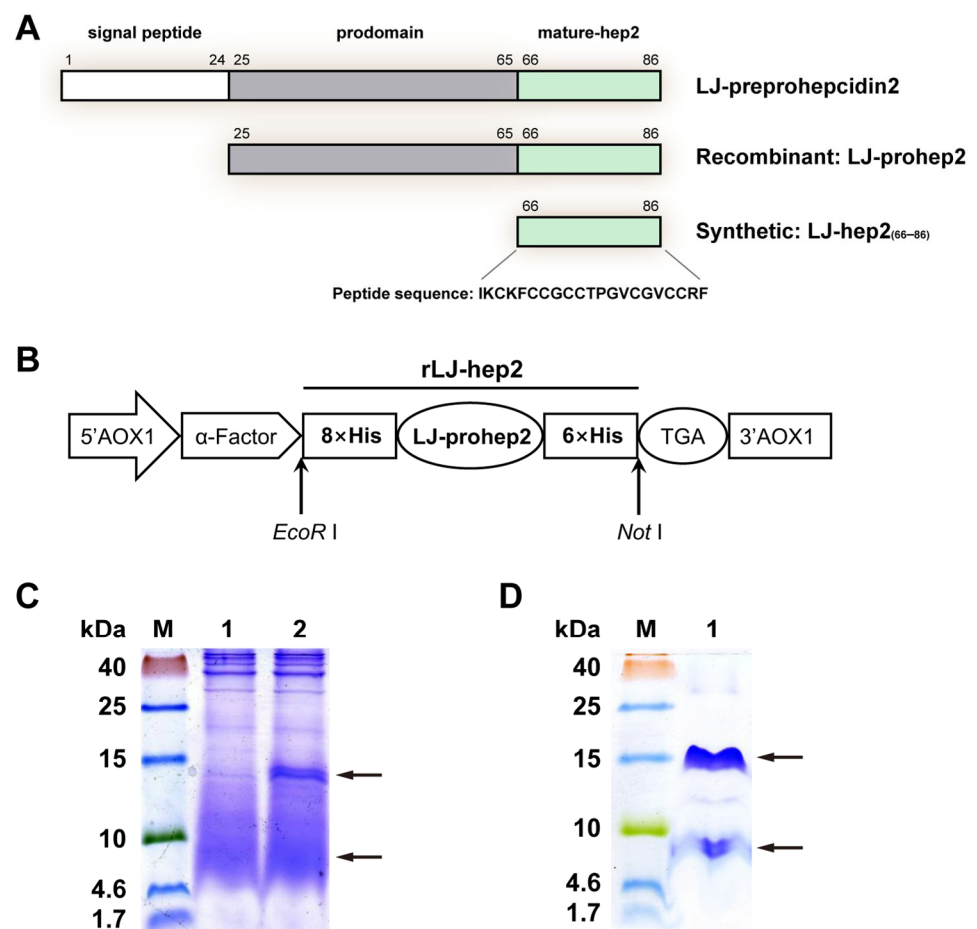 A
signal peptide prodomain mature-hep2
1 24 25 65 66 86
LJ-preprohepcidin2
25 65 66 86
Recombinant: LJ-prohep2
66 86
Synthetic: LJ-hep2(66–86)
Peptide sequence: IKCKFCCGCCTPGVCGVCCRF
B
rLJ-hep2
5'AOX1 α-Factor 8×His LJ-prohep2 6×His TGA 3'AOX1
EcoR I Not I
C
kDa M 1 2
40
25
15
10
4.6
1.7
D
kDa M 1
40
25
15
10
4.6
1.7